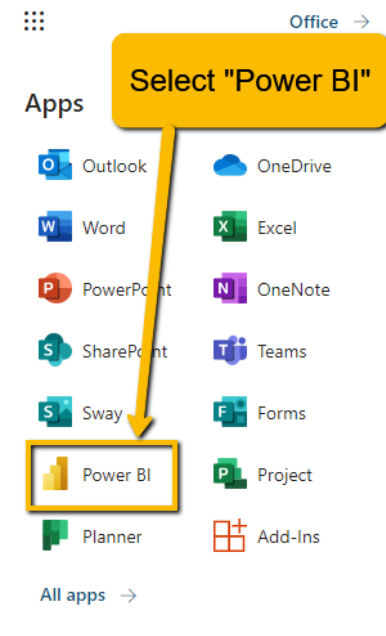 Office →
Select "Power BI"
Apps
Outlook
OneDrive
Word
Excel
PowerPoint
OneNote
SharePoint
Teams
Sway
Forms
Power BI
Project
Planner
Add-Ins
All apps →